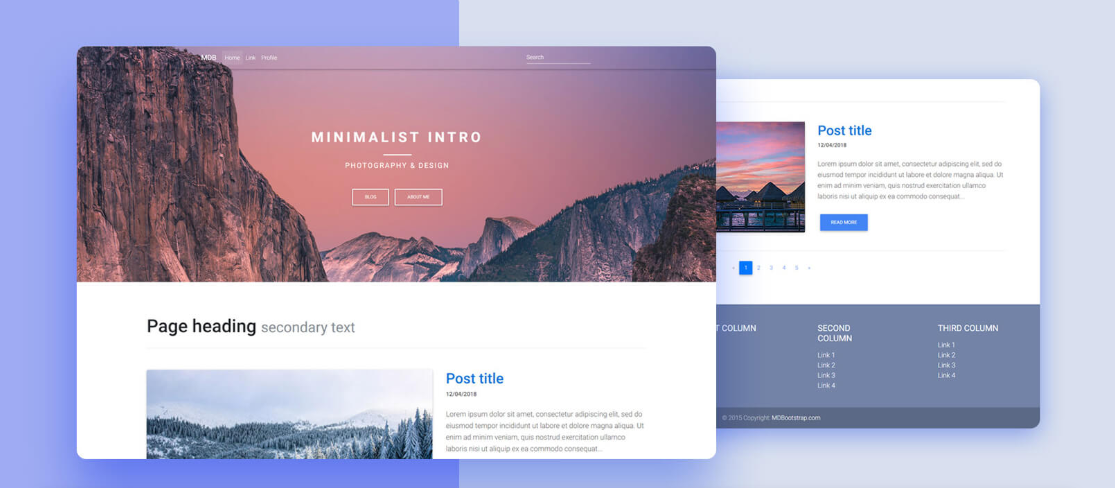 MDB Home Link Profile Search
MINIMALIST INTRO
PHOTOGRAPHY & DESIGN
BLOG ABOUT ME
Page heading secondary text
Post title
12/04/2018
Lorem ipsum dolor sit amet, consectetur adipiscing elit, sed do
eiusmod tempor incididunt ut labore et dolore magna aliqua. Ut
enim ad minim veniam, quis nostrud exercitation ullamco
laboris nisi ut aliquip ex ea commodo consequat...
Post title
12/04/2018
Lorem ipsum dolor sit amet, consectetur adipiscing elit, sed do
eiusmod tempor incididunt ut labore et dolore magna aliqua. Ut
enim ad minim veniam, quis nostrud exercitation ullamco
laboris nisi ut aliquip ex ea commodo consequat...
READ MORE
« 1 2 3 4 5 »
T COLUMN
SECOND
COLUMN
Link 1
Link 2
Link 3
Link 4
THIRD COLUMN
Link 1
Link 2
Link 3
Link 4
© 2015 Copyright: MDBootstrap.com